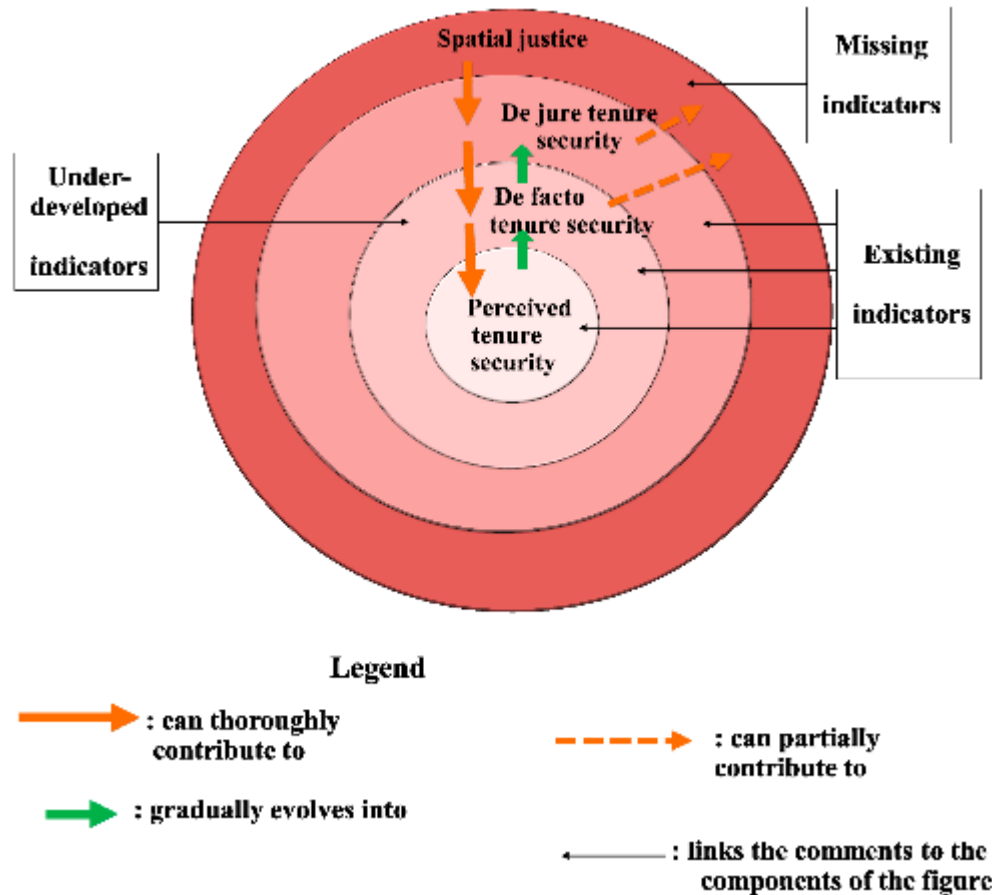 Spatial justice
Missing
indicators
De jure tenure
security
Under-
developed
indicators
De facto
tenure security
Existing
indicators
Perceived
tenure
security
Legend
: can thoroughly
contribute to
: can partially
contribute to
: gradually evolves into
: links the comments to the
components of the figure